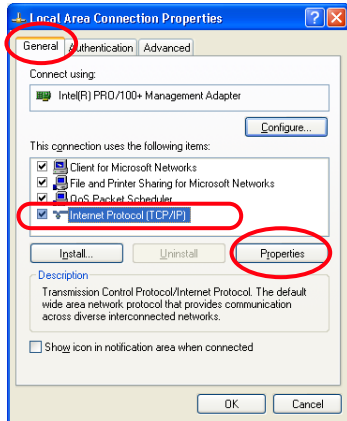 Local Area Connection Properties
General Authentication Advanced
Connect using:
Intel(R) PRO/100+ Management Adapter
Configure...
This connection uses the following items:
Client for Microsoft Networks
File and Printer Sharing for Microsoft Networks
QoS Packet Scheduler
Internet Protocol (TCP/IP)
Install... Uninstall Properties
Description
Transmission Control Protocol/Internet Protocol. The default
wide area network protocol that provides communication
across diverse interconnected networks.
Show icon in notification area when connected
OK Cancel